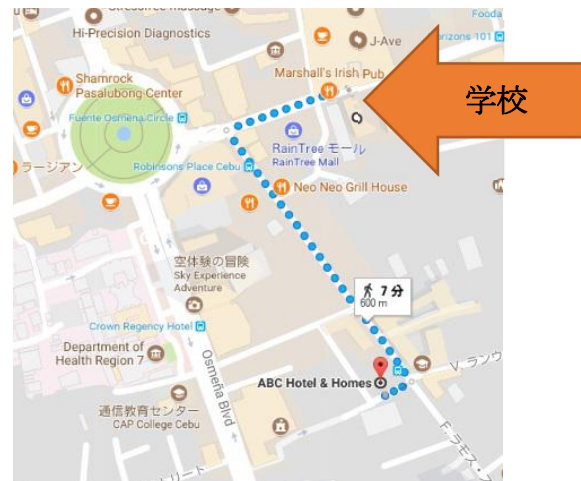 Hi-Precision Diagnostics
J-Ave
Marshall's Irish Pub
学校
Shamrock
Pasalubong Center
Fuente Osmena Circle
RainTree モール
RainTree Mall
ラージアン
Robinsons Place Cebu
Neo Neo Grill House
空体験の冒険
Sky Experience
Adventure
7 分
600 m
Crown Regency Hotel
Department of
Health Region 7
Osmeña Blvd
ABC Hotel & Homes
通信教育センター
CAP College Cebu